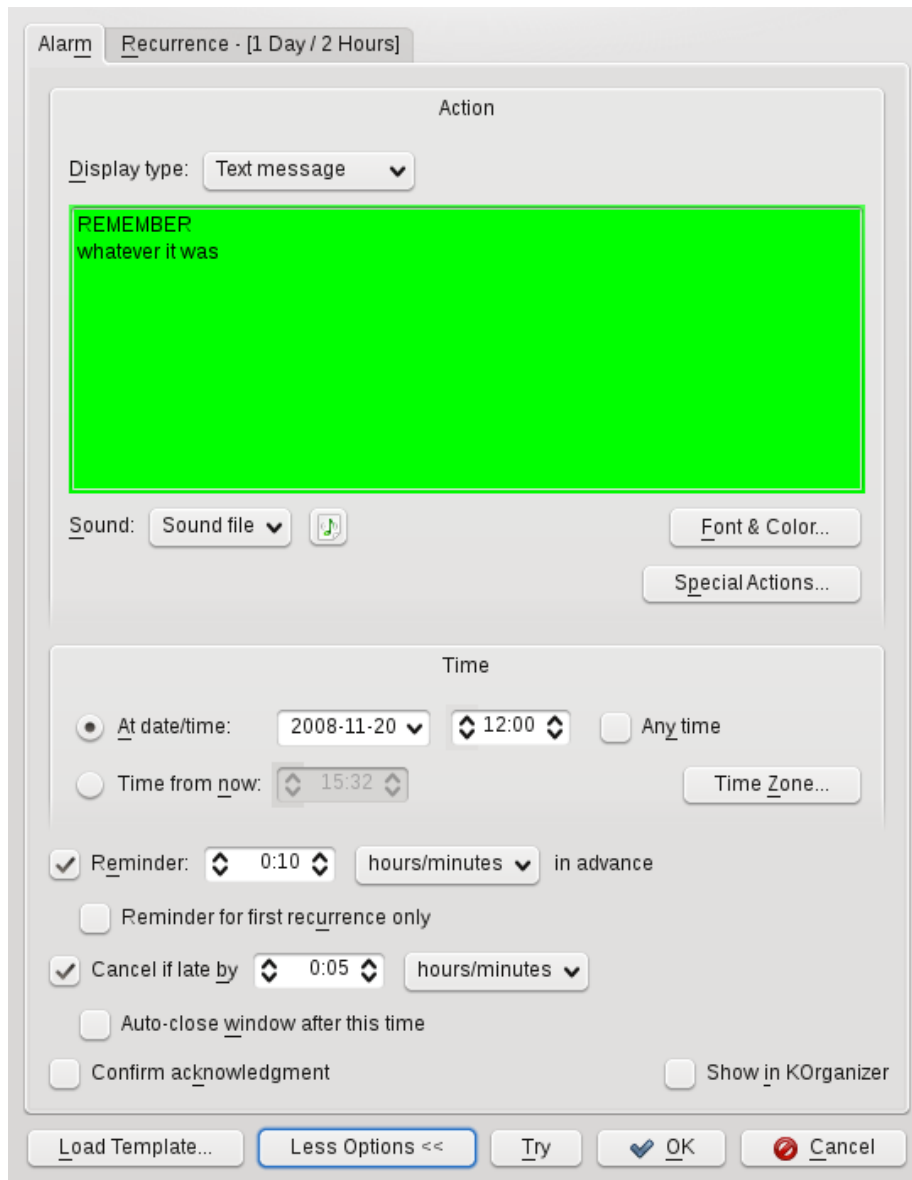 Alarm Recurrence - [1 Day / 2 Hours]
Action
Display type: Text message
REMEMBER
whatever it was
Sound: Sound file Font & Color...
Special Actions...
Time
At date/time: 2008-11-20 12:00 Any time
Time from now: 15:32 Time Zone...
Reminder: 0:10 hours/minutes in advance
Reminder for first recurrence only
Cancel if late by 0:05 hours/minutes
Auto-close window after this time
Confirm acknowledgment Show in KOrganizer
Load Template... Less Options << Try OK Cancel